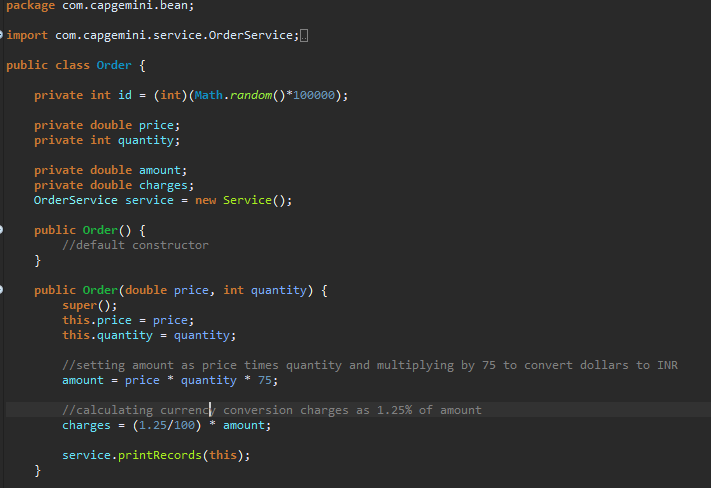 package com.capgemini.bean;
import com.capgemini.service.OrderService;
public class Order {
private int id = (int)(Math.random()*100000);
private double price;
private int quantity;
private double amount;
private double charges;
OrderService service = new Service();
public Order() {
//default constructor
}
public Order(double price, int quantity) {
super();
this.price = price;
this.quantity = quantity;
//setting amount as price times quantity and multiplying by 75 to convert dollars to INR
amount = price * quantity * 75;
//calculating currency conversion charges as 1.25% of amount
charges = (1.25/100) * amount;
service.printRecords(this);
}